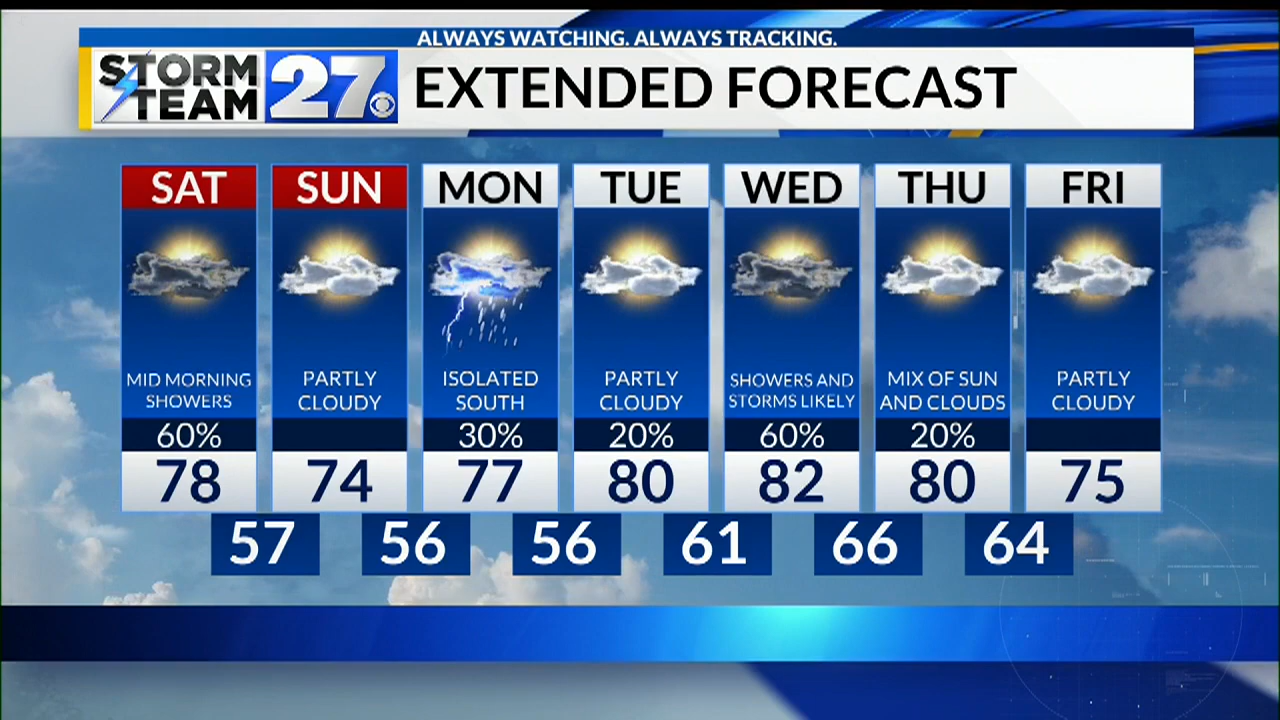 ALWAYS WATCHING. ALWAYS TRACKING.
STORM
TEAM
27
EXTENDED FORECAST
SAT
SUN
MON
TUE
WED
THU
FRI
MID MORNING
SHOWERS
PARTLY
CLOUDY
ISOLATED
SOUTH
PARTLY
CLOUDY
SHOWERS AND
STORMS LIKELY
MIX OF SUN
AND CLOUDS
PARTLY
CLOUDY
60%
30%
20%
60%
20%
78
74
77
80
82
80
75
57
56
56
61
66
64